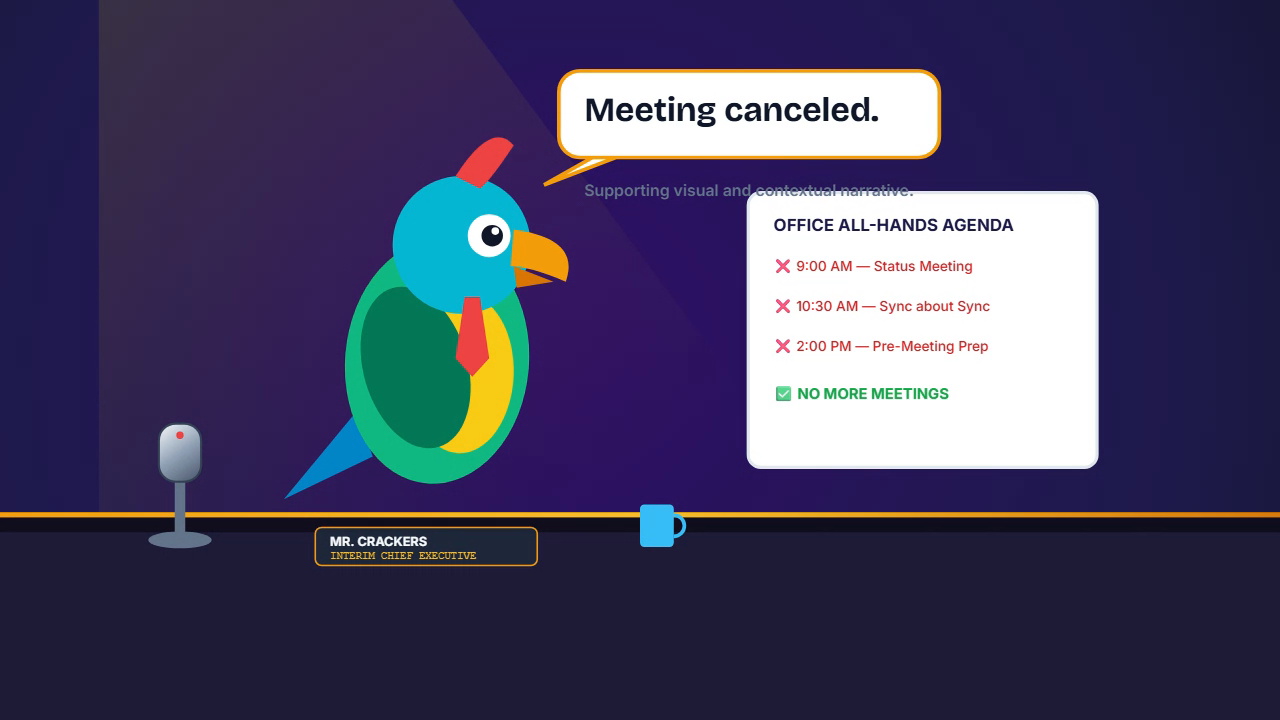 Meeting canceled.
Supporting visual and contextual narrative.
OFFICE ALL-HANDS AGENDA
❌ 9:00 AM — Status Meeting
❌ 10:30 AM — Sync about Sync
❌ 2:00 PM — Pre-Meeting Prep
✅ NO MORE MEETINGS
MR. CRACKERS
INTERIM CHIEF EXECUTIVE